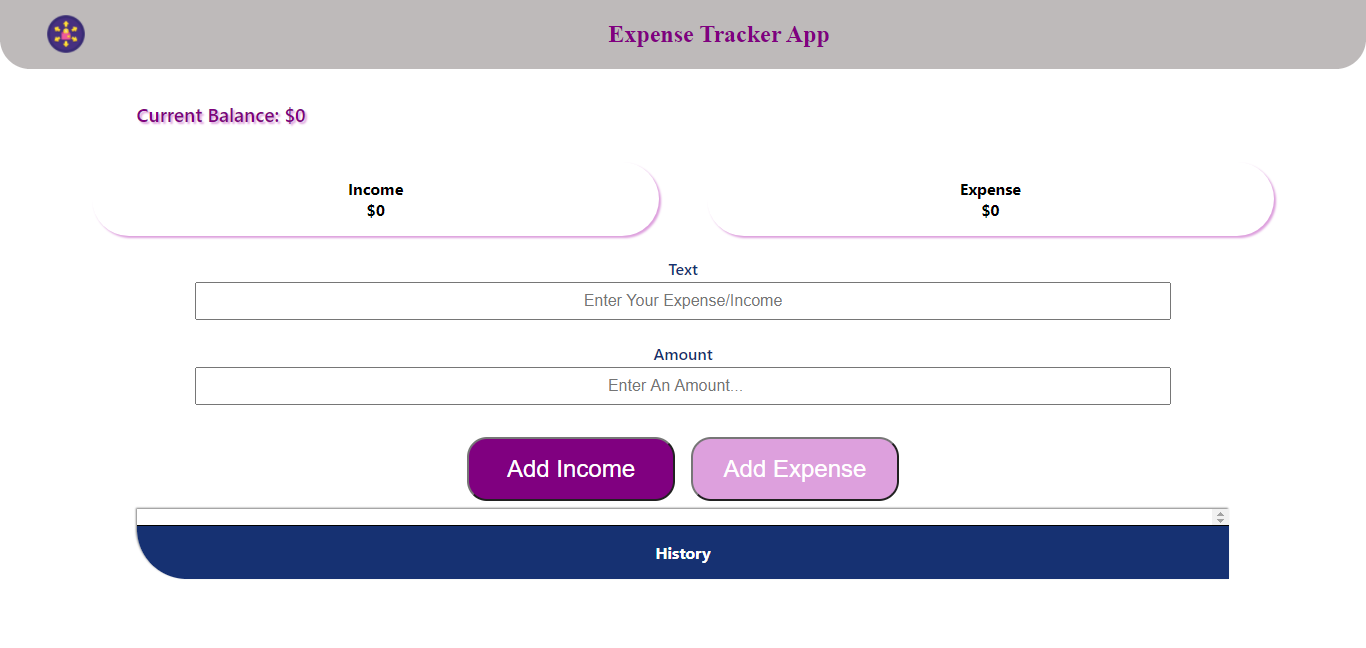 Expense Tracker App
Current Balance: $0
Income
$0
Expense
$0
Text
Enter Your Expense/Income
Amount
Enter An Amount...
Add Income
Add Expense
History